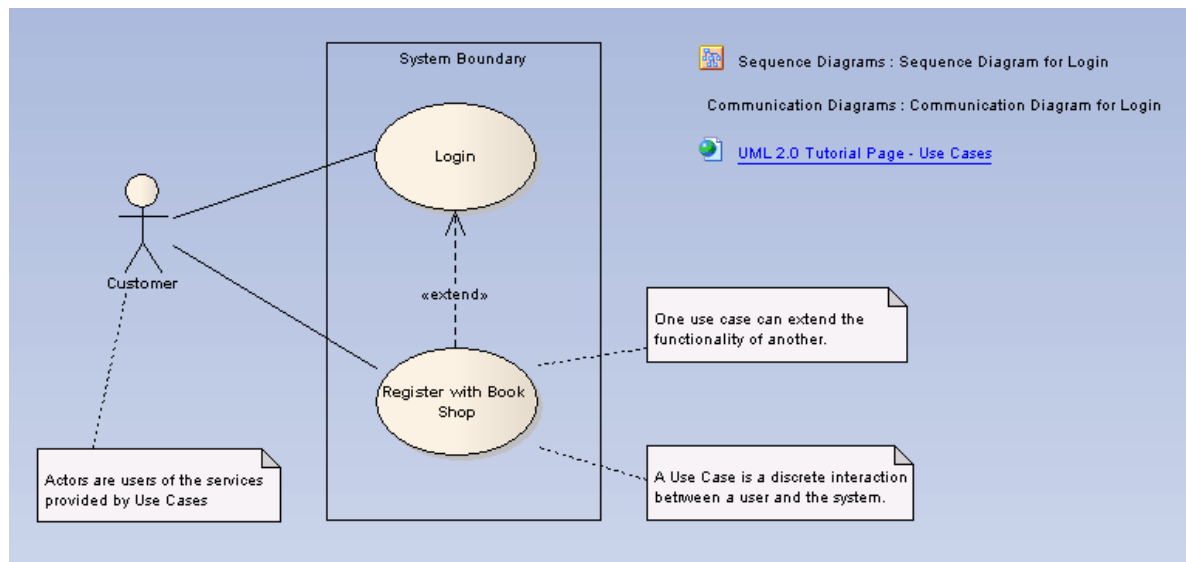 System Boundary
Sequence Diagrams : Sequence Diagram for Login
Communication Diagrams : Communication Diagram for Login
Login
UML 2.0 Tutorial Page - Use Cases
Customer
«extend»
One use case can extend the
functionality of another.
Register with Book
Shop
Actors are users of the services
provided by Use Cases
A Use Case is a discrete interaction
between a user and the system.